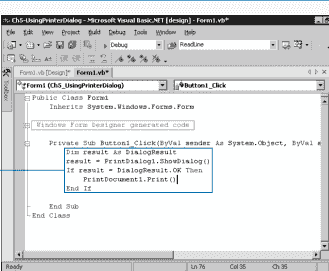 Ch5-UsingPrinterDialog - Microsoft Visual Basic.NET [design] - Form1.vb*
File Edit View Project Build Debug Tools Window Help
Debug ReadLine
Form1.vb [Design]* Form1.vb*
Form1 (Ch5_UsingPrinterDialog) Button1_Click
Toolbox
Public Class Form1
Inherits System.Windows.Forms.Form
Windows Form Designer generated code
Private Sub Button1_Click(ByVal sender As System.Object, ByVal e
Dim result As DialogResult
result = PrintDialog1.ShowDialog()
If result = DialogResult.OK Then
PrintDocument1.Print()
End If
End Sub
End Class
Ready Ln 76 Col 35 Ch 35